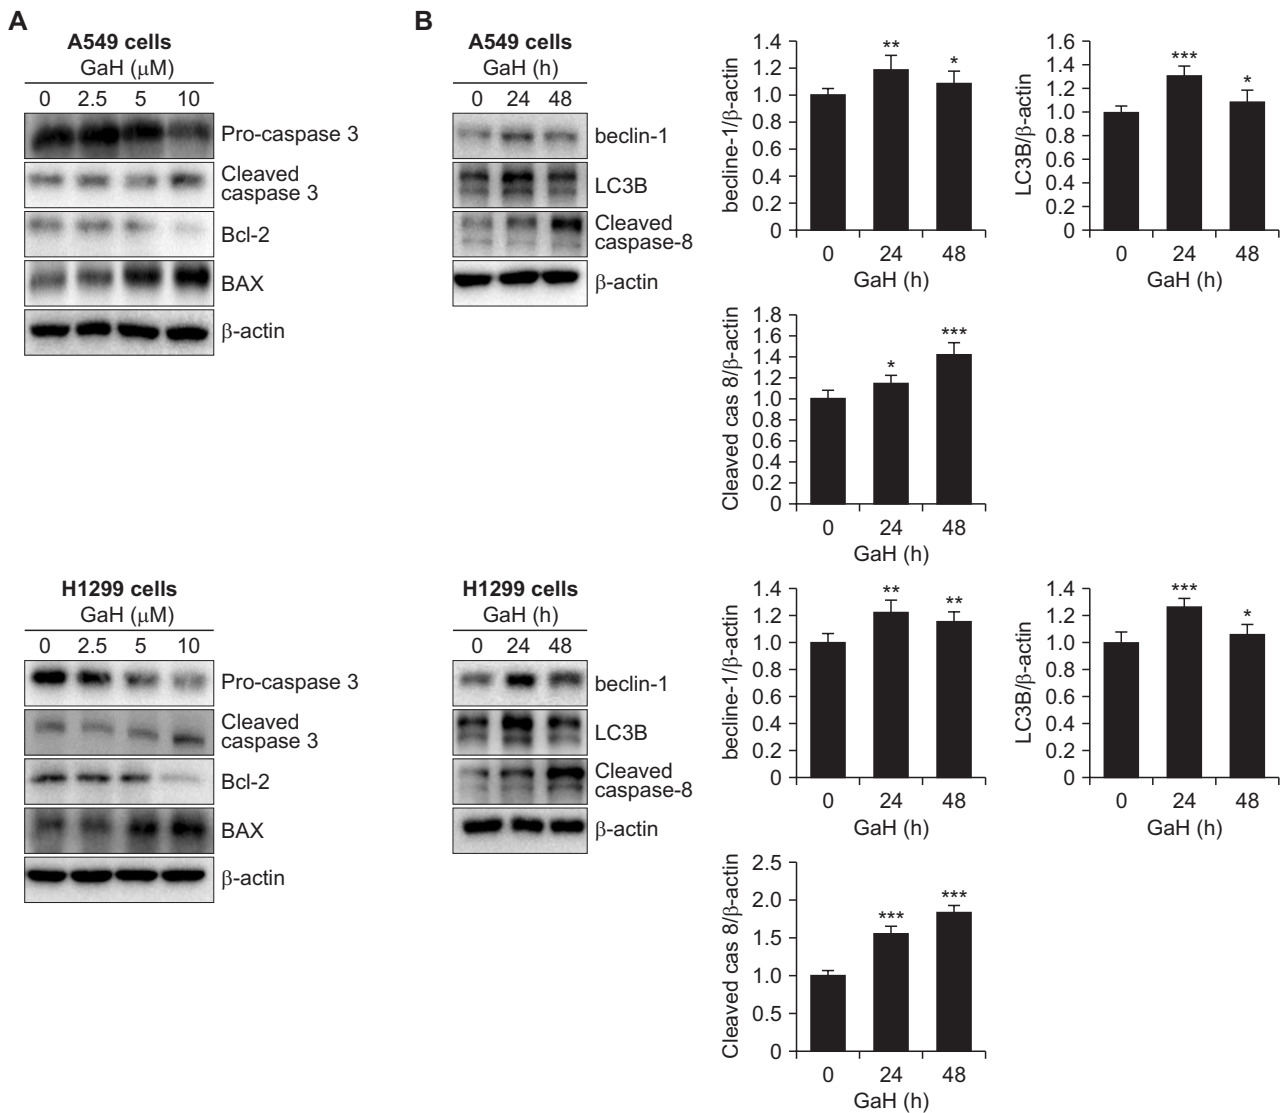 A
A549 cells
GaH (μM)
0 2.5 5 10
Pro-caspase 3
Cleaved
caspase 3
Bcl-2
BAX
β-actin
B
A549 cells
GaH (h)
0 24 48
beclin-1
LC3B
Cleaved
caspase-8
β-actin
becline-1/β-actin
1.4
1.2
1.0
0.8
0.6
0.4
0.2
0
**
*
0 24 48
GaH (h)
LC3B/β-actin
1.6
1.4
1.2
1.0
0.8
0.6
0.4
0.2
0
***
*
0 24 48
GaH (h)
Cleaved cas 8/β-actin
1.8
1.6
1.4
1.2
1.0
0.8
0.6
0.4
0.2
0
*
***
0 24 48
GaH (h)
H1299 cells
GaH (μM)
0 2.5 5 10
Pro-caspase 3
Cleaved
caspase 3
Bcl-2
BAX
β-actin
H1299 cells
GaH (h)
0 24 48
beclin-1
LC3B
Cleaved
caspase-8
β-actin
becline-1/β-actin
1.4
1.2
1.0
0.8
0.6
0.4
0.2
0
**
**
0 24 48
GaH (h)
LC3B/β-actin
1.4
1.2
1.0
0.8
0.6
0.4
0.2
0
***
*
0 24 48
GaH (h)
Cleaved cas 8/β-actin
2.5
2.0
1.5
1.0
0.5
0
***
***
0 24 48
GaH (h)